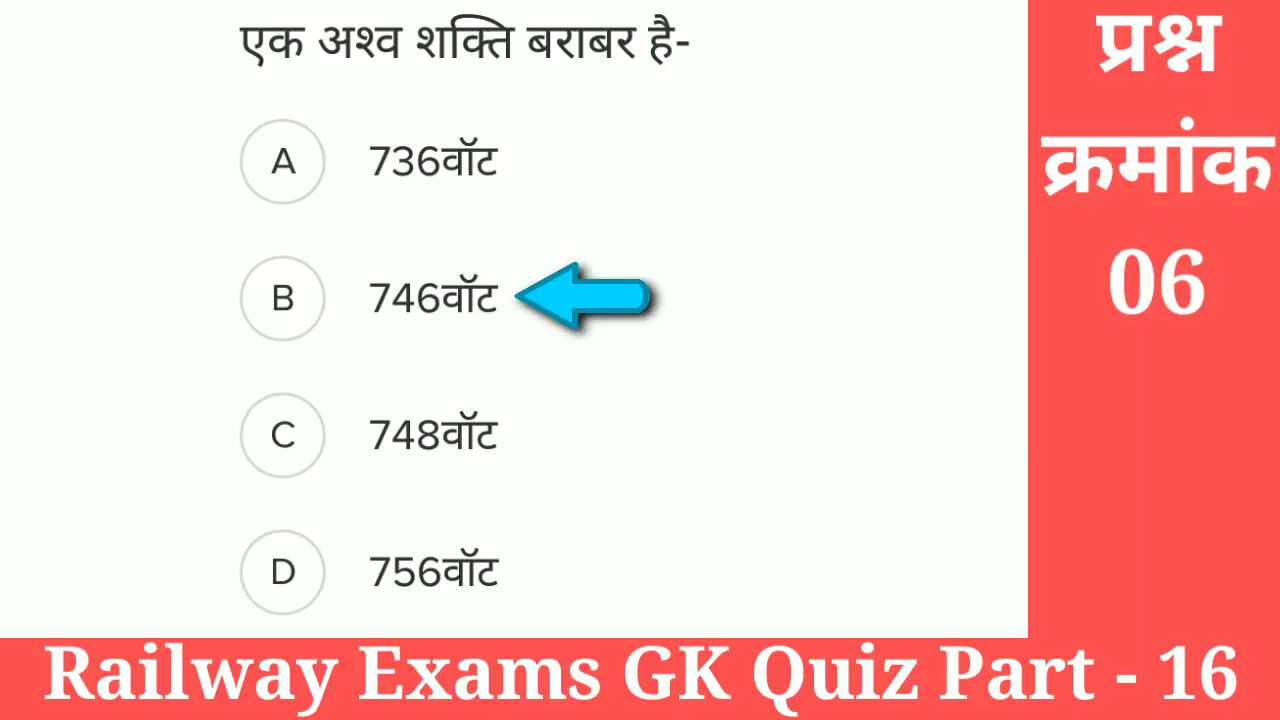 एक अश्व शक्ति बराबर है-
A 736वॉट
B 746वॉट
C 748वॉट
D 756वॉट
प्रश्न
क्रमांक
06
Railway Exams GK Quiz Part - 16